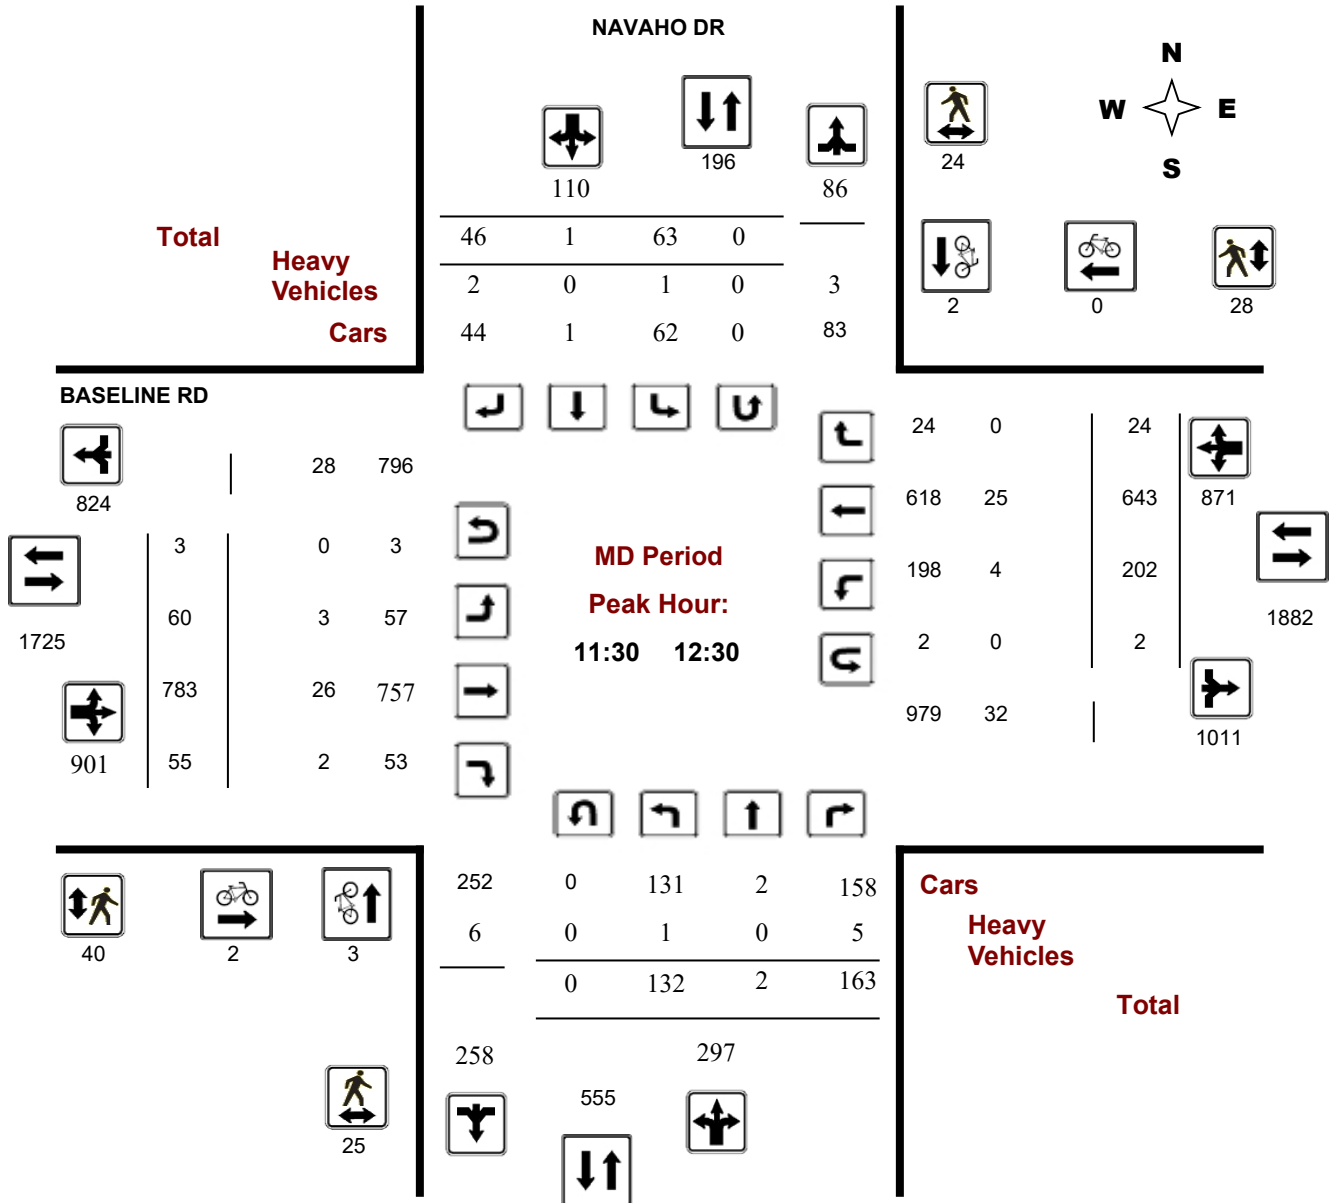 NAVAHO DR
N
W E
S
196
24
110 86
46 1 63 0
Total
Heavy
Vehicles
2 0 1 0 3
2 0 28
Cars
44 1 62 0 83
BASELINE RD
24 0 24
28 796
824
618 25 643 871
3 0 3
MD Period
198 4 202
60 3 57
Peak Hour:
1725
1882
11:30 12:30
2 0 2
783 26 757
979 32
1011
901 55 2 53
252 0 131 2 158
Cars
6 0 1 0 5
Heavy
Vehicles
40 2 3
0 132 2 163
Total
258 297
555
25